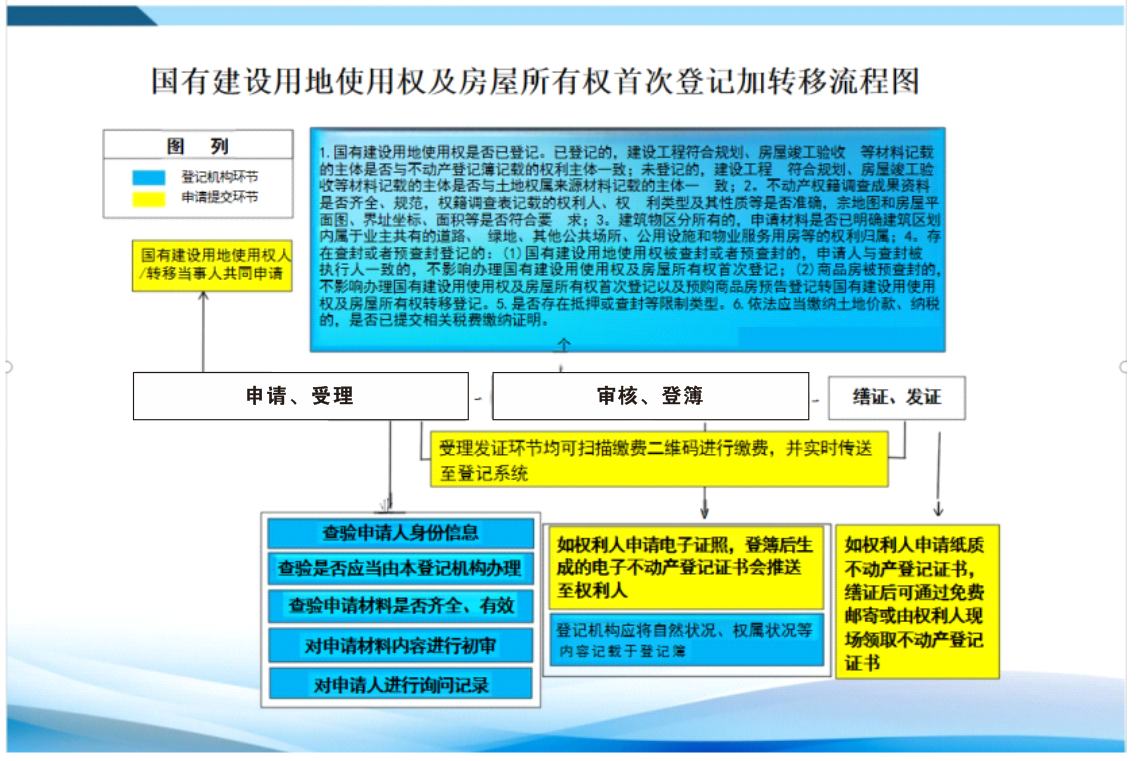 国有建设用地使用权及房屋所有权首次登记加转移流程图
图 列
登记机构环节
申请提交环节
1.国有建设用地使用权是否已登记。已登记的，建设工程符合规划、房屋竣工验收 等材料记载
的主体是否与不动产登记簿记载的权利主体一致；未登记的，建设工程 符合规划、房屋竣工验
收等材料记载的主体是否与土地权属来源材料记载的主体一 致；2。不动产权籍调查成果资料
是否齐全、规范，权籍调查表记载的权利人、权 利类型及其性质等是否准确，宗地图和房屋平
面图、界址坐标、面积等是否符合要 求；3。建筑物区分所有的，申请材料是否已明确建筑区划
内属于业主共有的道路、 绿地、其他公共场所、公用设施和物业服务用房等的权利归属；4。存
在查封或者预查封登记的：(1)国有建设用地使用权被查封或者预查封的，申请人与查封被
执行人一致的，不影响办理国有建设用使用权及房屋所有权首次登记；(2)商品房被预查封的，
不影响办理国有建设用使用权及房屋所有权首次登记以及预购商品房预告登记转国有建设用使用
权及房屋所有权转移登记。5.是否存在抵押或查封等限制类型。6.依法应当缴纳土地价款、纳税
的，是否已提交相关税费缴纳证明。
国有建设用地使用权人
/转移当事人共同申请
申请、受理
审核、登簿
缮证、发证
受理发证环节均可扫描缴费二维码进行缴费，并实时传送
至登记系统
查验申请人身份信息
查验是否应当由本登记机构办理
查验申请材料是否齐全、有效
对申请材料内容进行初审
对申请人进行询问记录
如权利人申请电子证照，登簿后生
成的电子不动产登记证书会推送
至权利人
登记机构应将自然状况、权属状况等
内容记载于登记簿
如权利人申请纸质
不动产登记证书，
缮证后可通过免费
邮寄或由权利人现
场领取不动产登记
证书